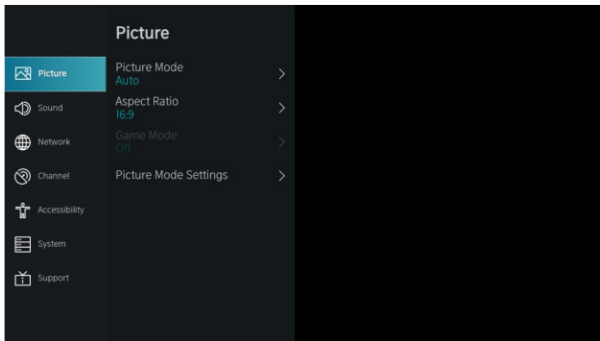 Picture
Picture
Sound
Network
Channel
Accessibility
System
Support
Picture Mode
Auto
Aspect Ratio
16:9
Game Mode
Off
Picture Mode Settings